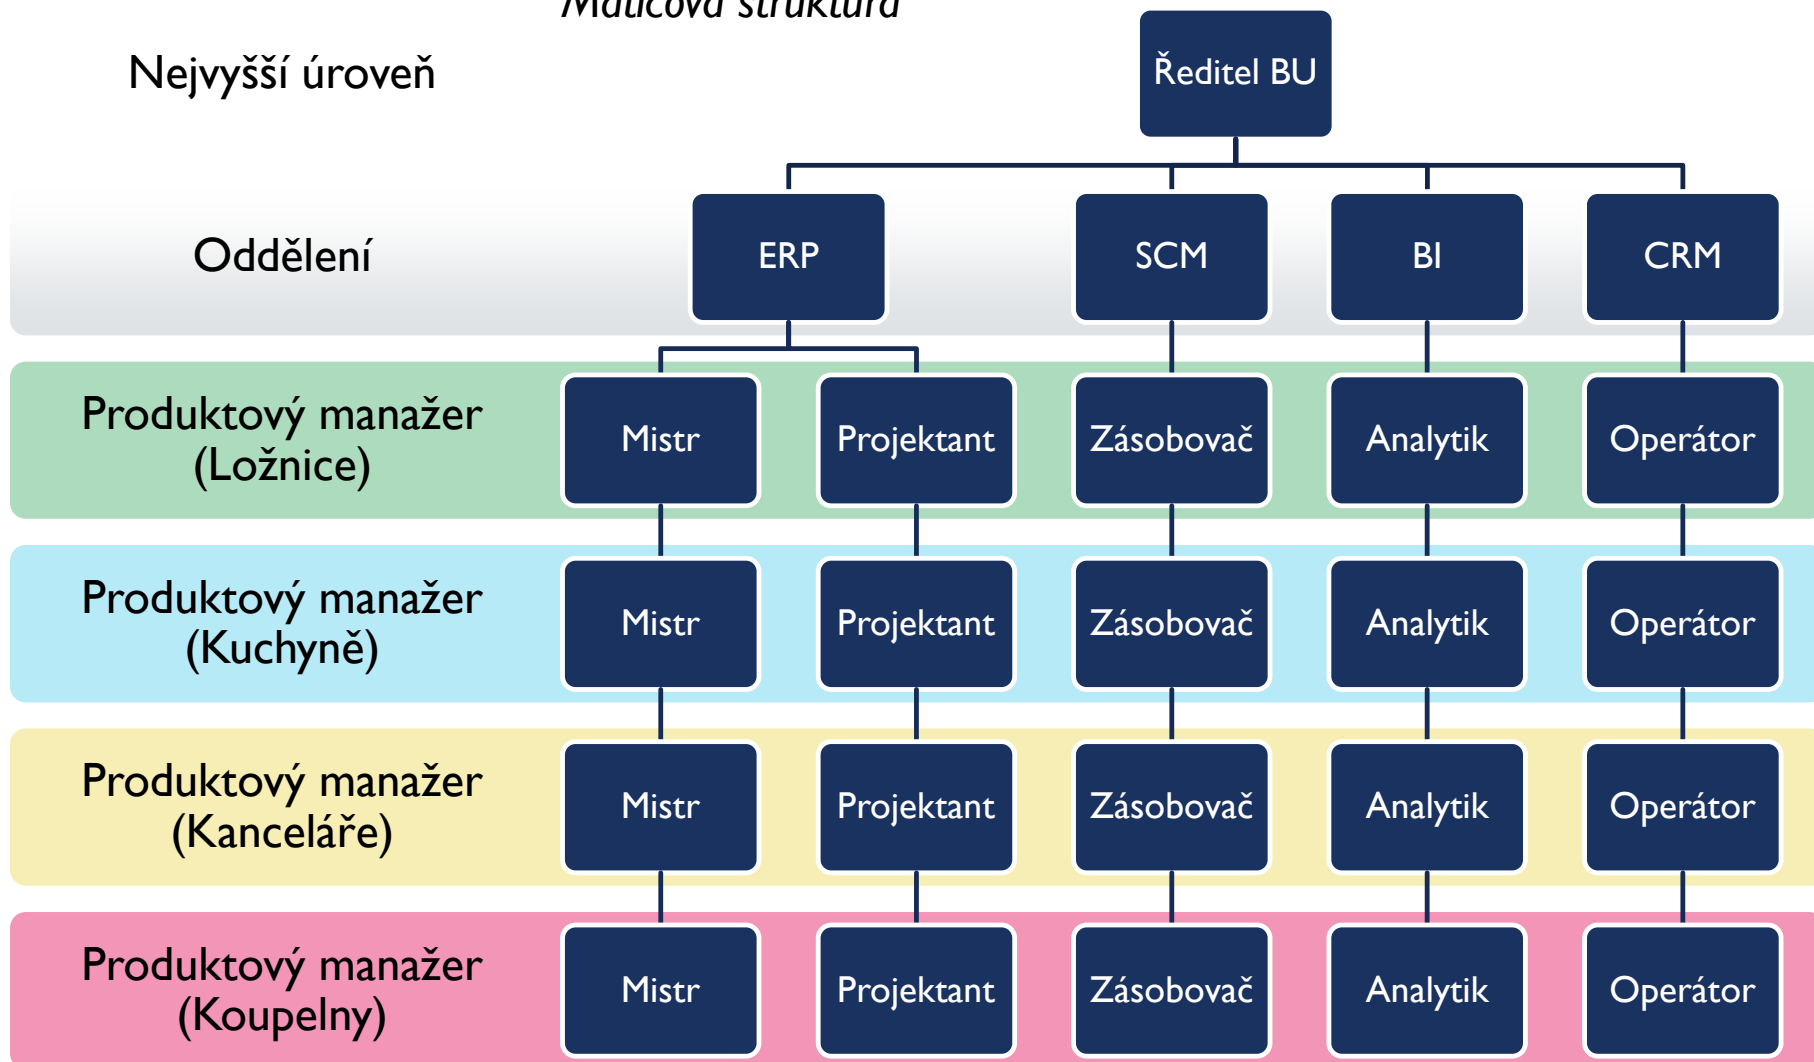 Maticová struktura
Nejvyšší úroveň
Ředitel BU
Oddělení
ERP
SCM
BI
CRM
Produktový manažer
(Ložnice)
Mistr
Projektant
Zásobovač
Analytik
Operátor
Produktový manažer
(Kuchyně)
Mistr
Projektant
Zásobovač
Analytik
Operátor
Produktový manažer
(Kanceláře)
Mistr
Projektant
Zásobovač
Analytik
Operátor
Produktový manažer
(Koupelny)
Mistr
Projektant
Zásobovač
Analytik
Operátor